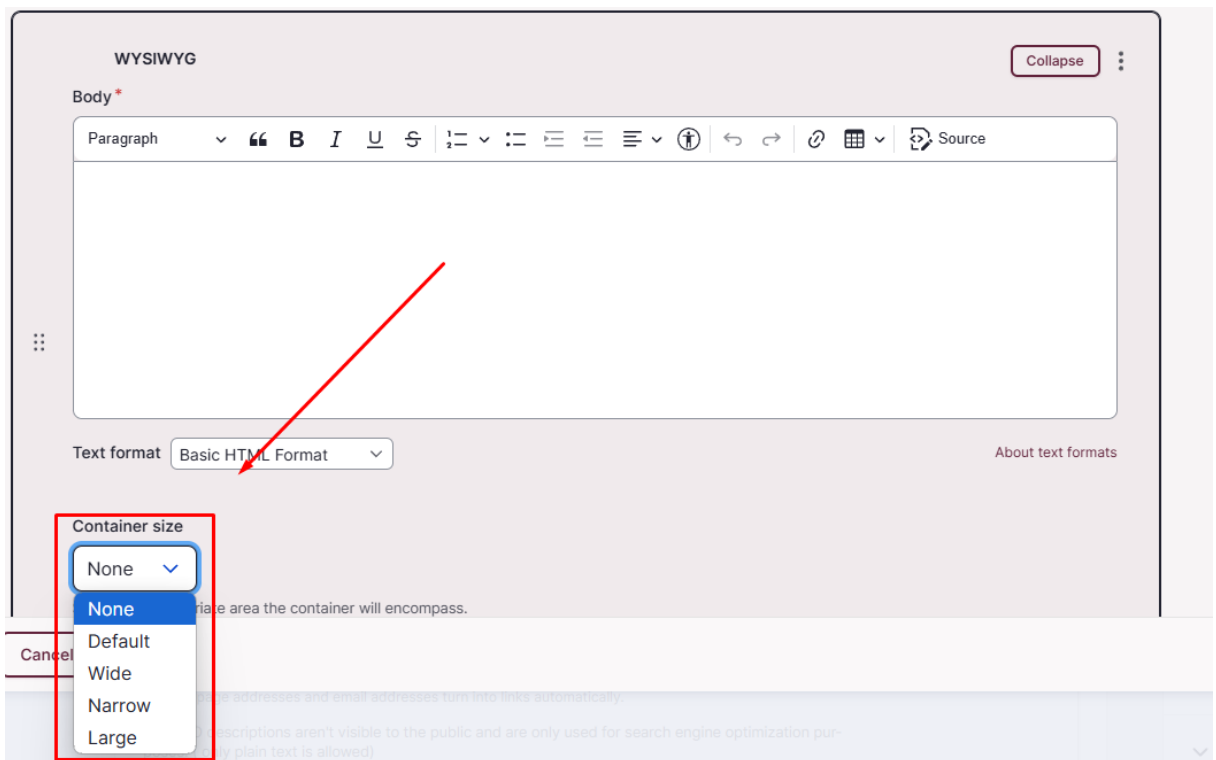 WYSIWYG
Collapse
Body*
Paragraph
B I U S
Source
Text format
Basic HTML Format
About text formats
Container size
None
None
area the container will encompass.
Default
Cancel
Wide
page addresses and email addresses turn into links automatically.
Narrow
descriptions aren't visible to the public and are only used for search engine optimization pur-
Large
only plain text is allowed)